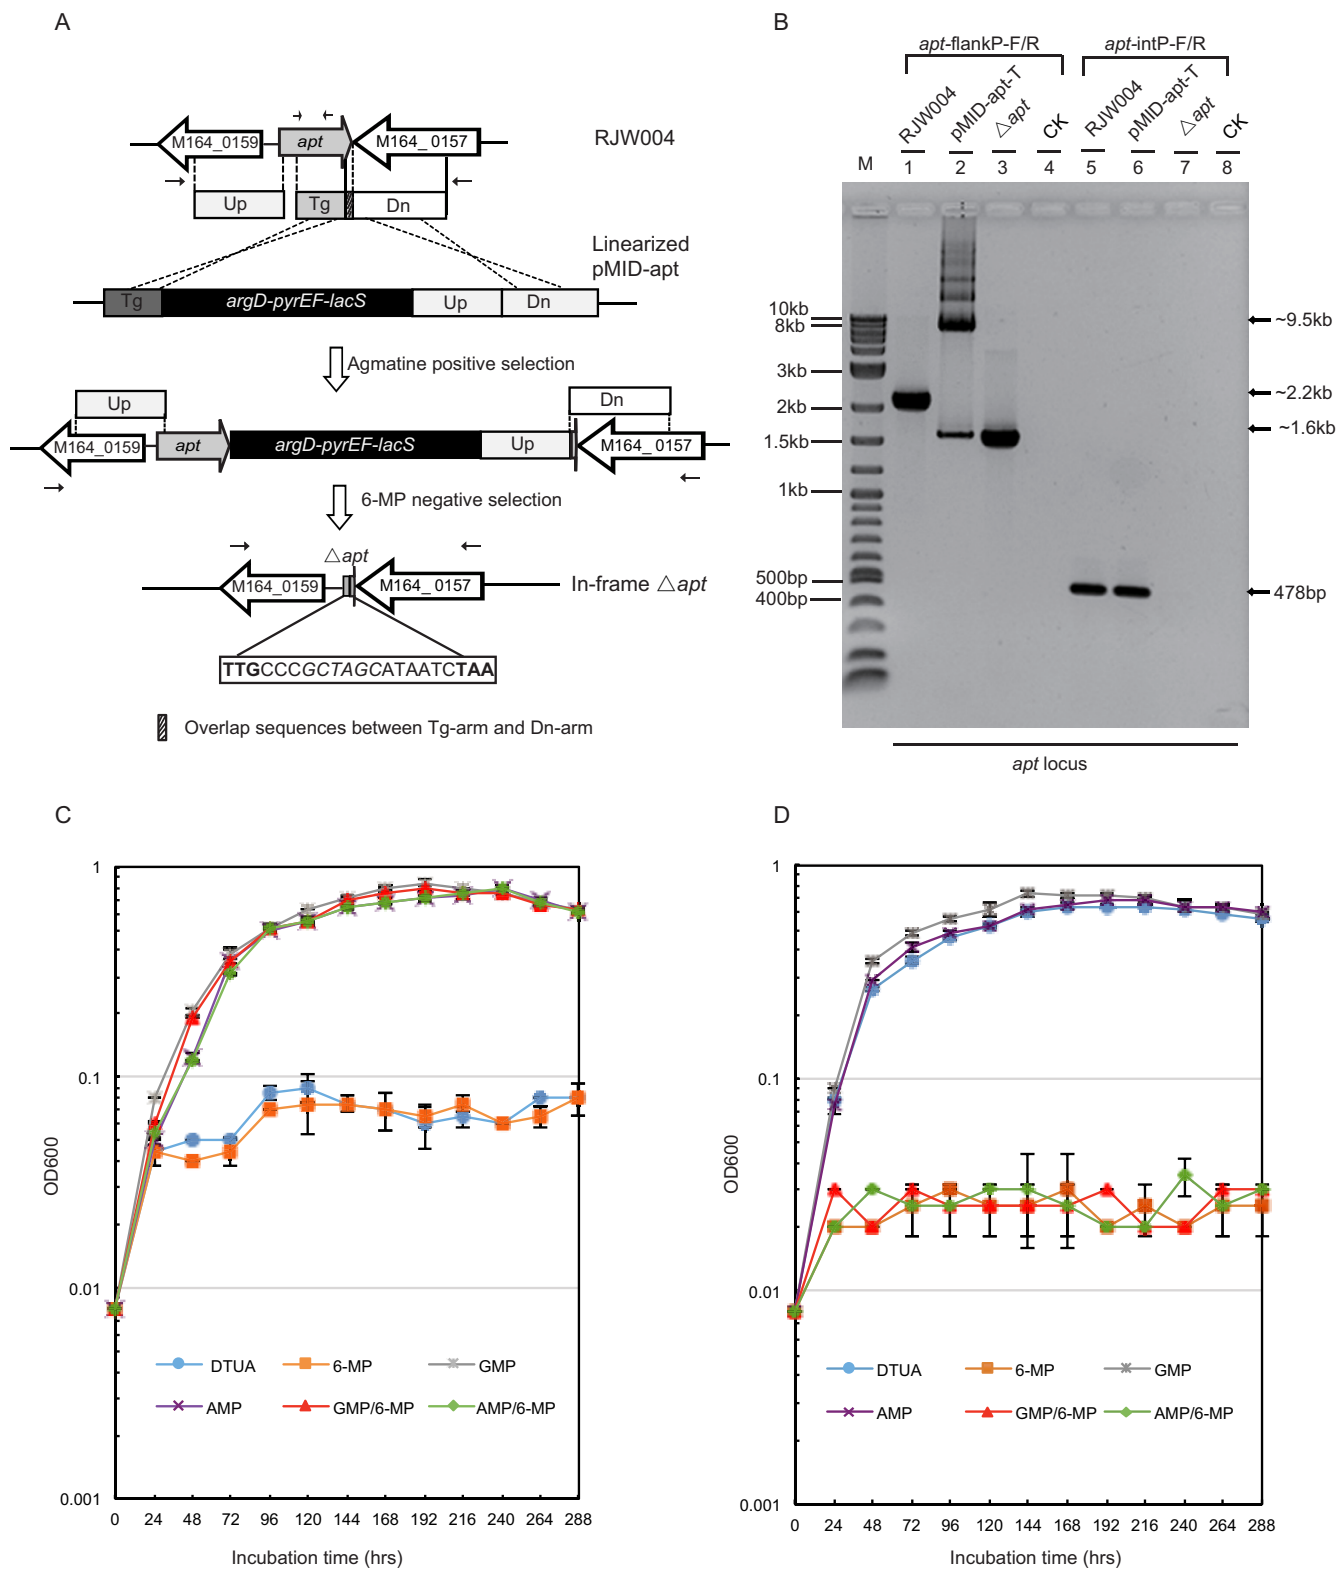 A
M164_0159
apt
M164_ 0157
RJW004
Up
Tg
Dn
Linearized
pMID-apt
Tg
argD-pyrEF-lacS
Up
Dn
Agmatine positive selection
Up
Dn
M164_0159
apt
argD-pyrEF-lacS
Up
M164_ 0157
6-MP negative selection
△apt
M164_0159
M164_ 0157
In-frame △apt
TTGCCCGCTAGCATAATCTAA
Overlap sequences between Tg-arm and Dn-arm
B
apt-flankP-F/R
apt-intP-F/R
RJW004
pMID-apt-T
△apt
CK
RJW004
pMID-apt-T
△apt
CK
M
1
2
3
4
5
6
7
8
10kb
8kb
3kb
2kb
1.5kb
1kb
500bp
400bp
~9.5kb
~2.2kb
~1.6kb
478bp
apt locus
C
OD600
1
0.1
0.01
0.001
DTUA
6-MP
GMP
AMP
GMP/6-MP
AMP/6-MP
0 24 48 72 96 120 144 168 192 216 240 264 288
Incubation time (hrs)
D
OD600
1
0.1
0.01
0.001
DTUA
6-MP
GMP
AMP
GMP/6-MP
AMP/6-MP
0 24 48 72 96 120 144 168 192 216 240 264 288
Incubation time (hrs)